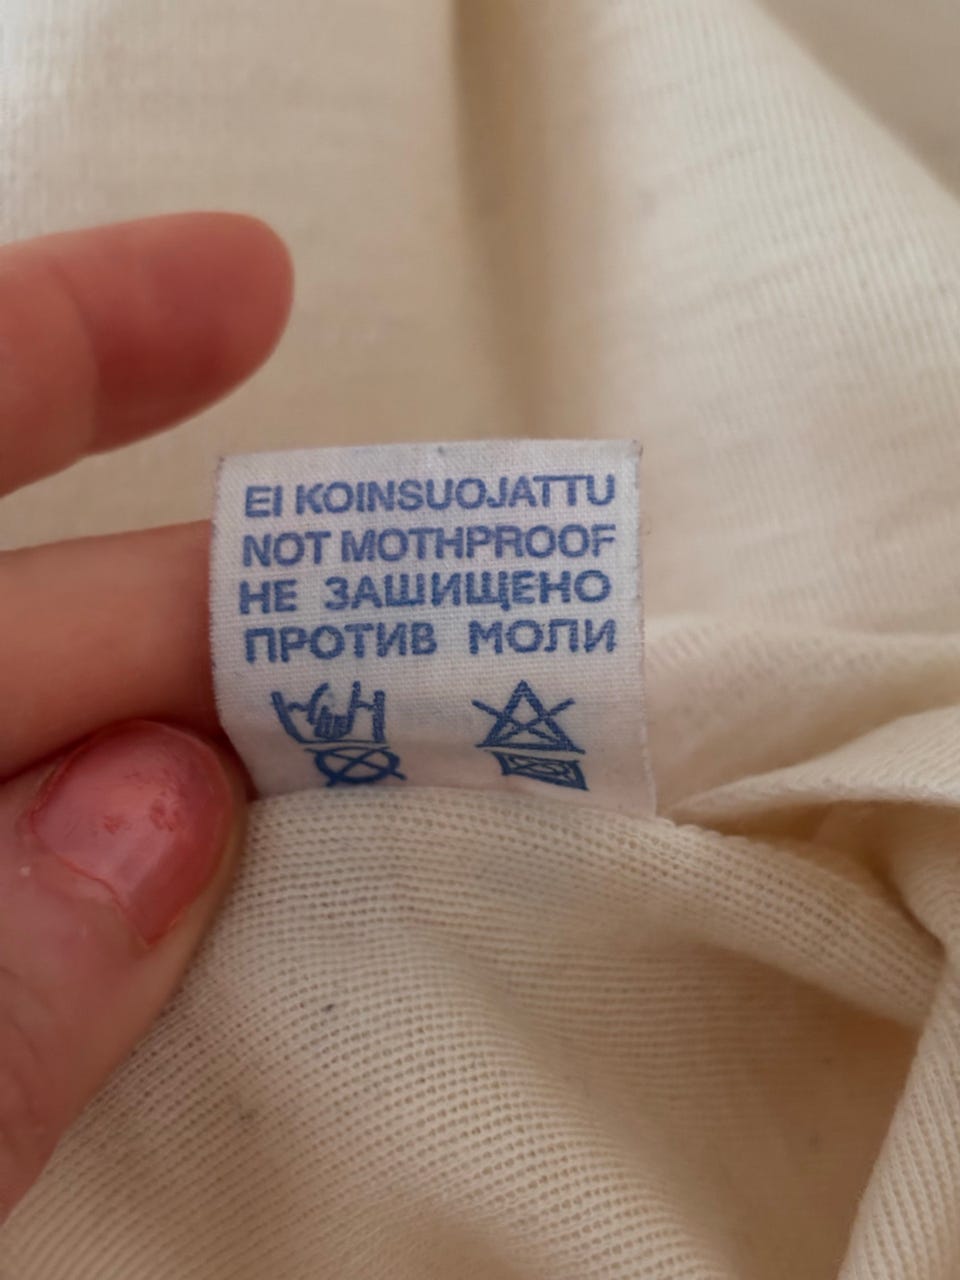 EI KOINSUOJATTU
NOT MOTHPROOF
НЕ ЗАШИЩЕНО
ПРОТИВ МОЛИ